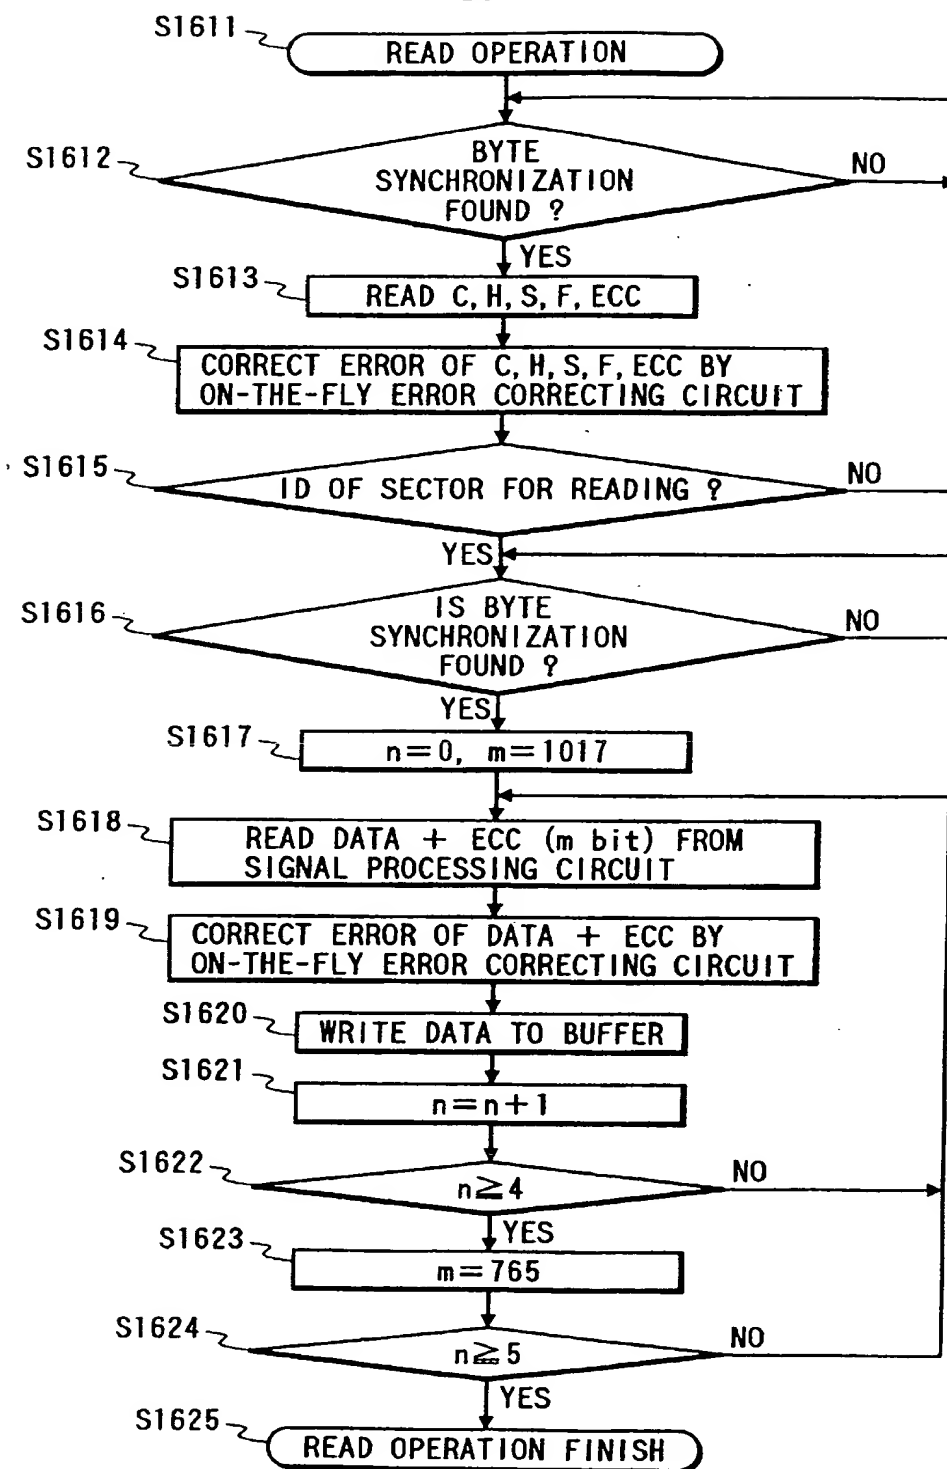 S1611
READ OPERATION
S1612
BYTE
SYNCHRONIZATION
FOUND ?
NO
YES
S1613
READ C, H, S, F, ECC
S1614
CORRECT ERROR OF C, H, S, F, ECC BY
ON-THE-FLY ERROR CORRECTING CIRCUIT
S1615
ID OF SECTOR FOR READING ?
NO
YES
S1616
IS BYTE
SYNCHRONIZATION
FOUND ?
NO
YES
S1617
n=0, m=1017
S1618
READ DATA + ECC (m bit) FROM
SIGNAL PROCESSING CIRCUIT
S1619
CORRECT ERROR OF DATA + ECC BY
ON-THE-FLY ERROR CORRECTING CIRCUIT
S1620
WRITE DATA TO BUFFER
S1621
n=n+1
S1622
n≧4
NO
YES
S1623
m=765
S1624
n≧5
NO
YES
S1625
READ OPERATION FINISH